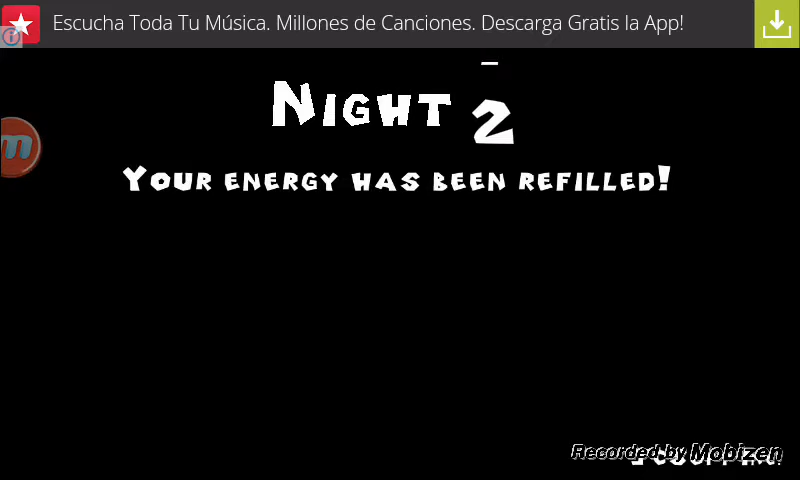 Escucha Toda Tu Música. Millones de Canciones. Descarga Gratis la App!
Night 2
Your energy has been refilled!
m
Recorded by Mobizen